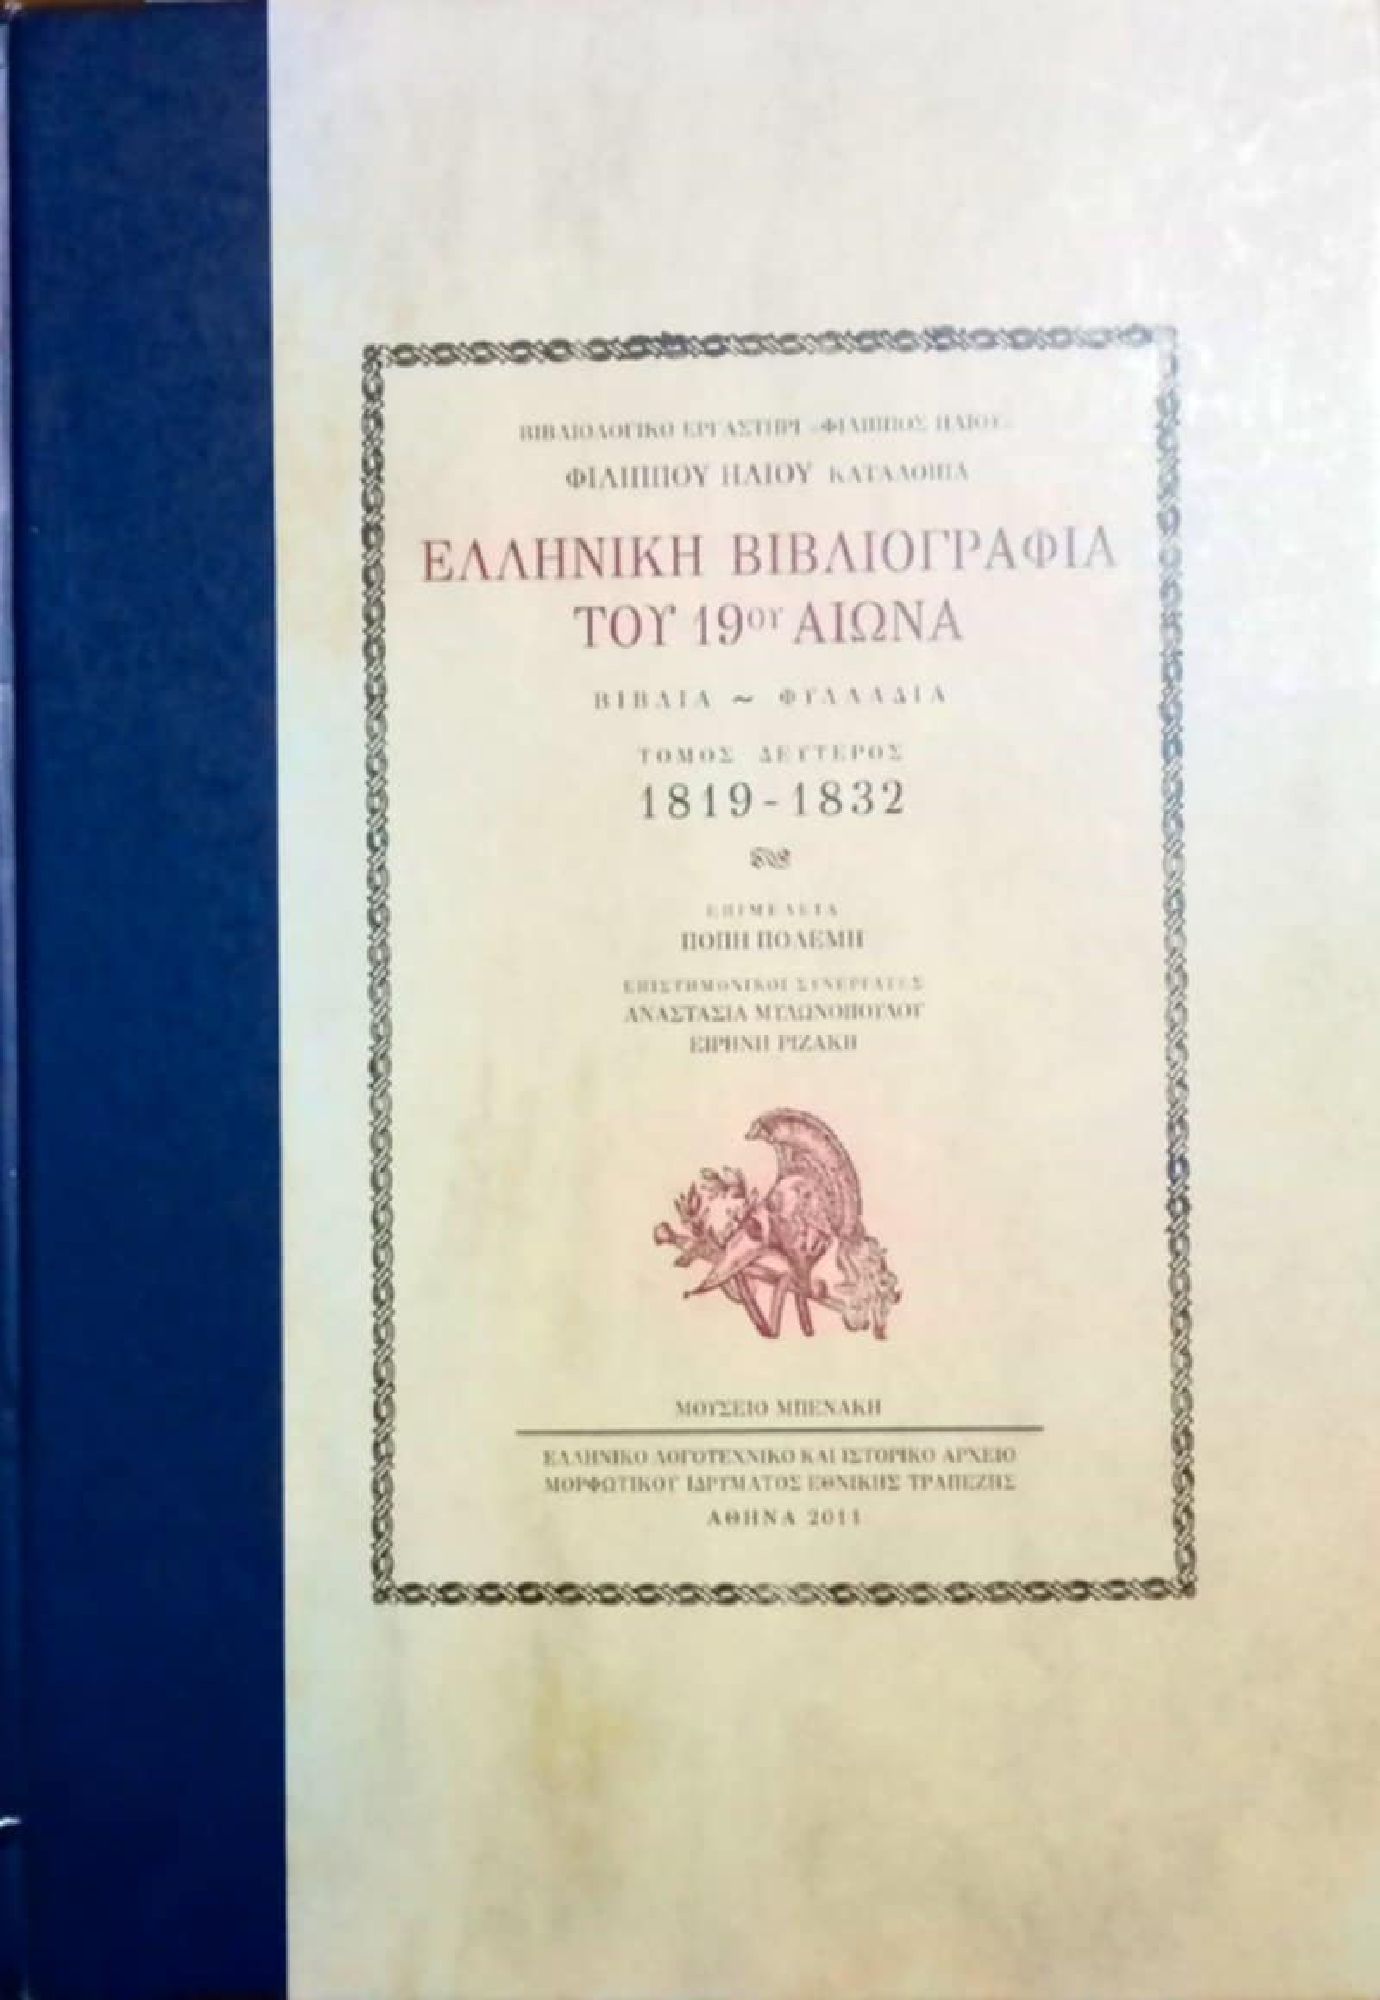 ΒΙΒΛΙΟΛΟΓΙΚΟ ΕΡΓΑΣΤΗΡΙ «ΦΙΛΙΠΠΟΣ ΗΛΙΟΥ»
ΦΙΛΙΠΠΟΥ ΗΛΙΟΥ ΚΑΤΑΛΟΙΠΑ
ΕΛΛΗΝΙΚΗ ΒΙΒΛΙΟΓΡΑΦΙΑ
ΤΟΥ 19ΟΥ ΑΙΩΝΑ
ΒΙΒΛΙΑ ~ ΦΥΛΛΑΔΙΑ
ΤΟΜΟΣ ΔΕΥΤΕΡΟΣ
1819-1832
ΕΠΙΜΕΛΕΙΑ
ΠΟΠΗ ΠΟΛΕΜΗ
ΕΠΙΣΤΗΜΟΝΙΚΟΙ ΣΥΝΕΡΓΑΤΕΣ
ΑΝΑΣΤΑΣΙΑ ΜΥΛΩΝΟΠΟΥΛΟΥ
ΕΙΡΗΝΗ ΡΙΖΑΚΗ
ΜΟΥΣΕΙΟ ΜΠΕΝΑΚΗ
ΕΛΛΗΝΙΚΟ ΛΟΓΟΤΕΧΝΙΚΟ ΚΑΙ ΙΣΤΟΡΙΚΟ ΑΡΧΕΙΟ
ΜΟΡΦΩΤΙΚΟΥ ΙΔΡΥΜΑΤΟΣ ΕΘΝΙΚΗΣ ΤΡΑΠΕΖΗΣ
ΑΘΗΝΑ 2011